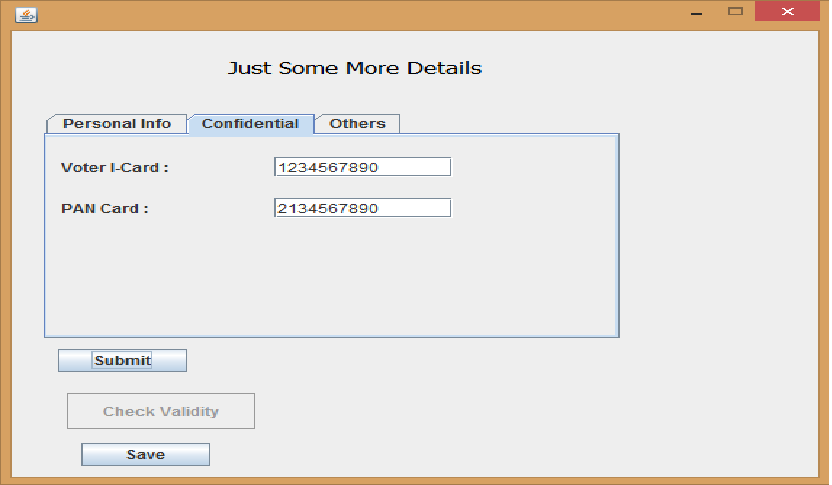 Just Some More Details
Personal Info Confidential Others
Voter I-Card : 1234567890
PAN Card : 2134567890
Submit
Check Validity
Save